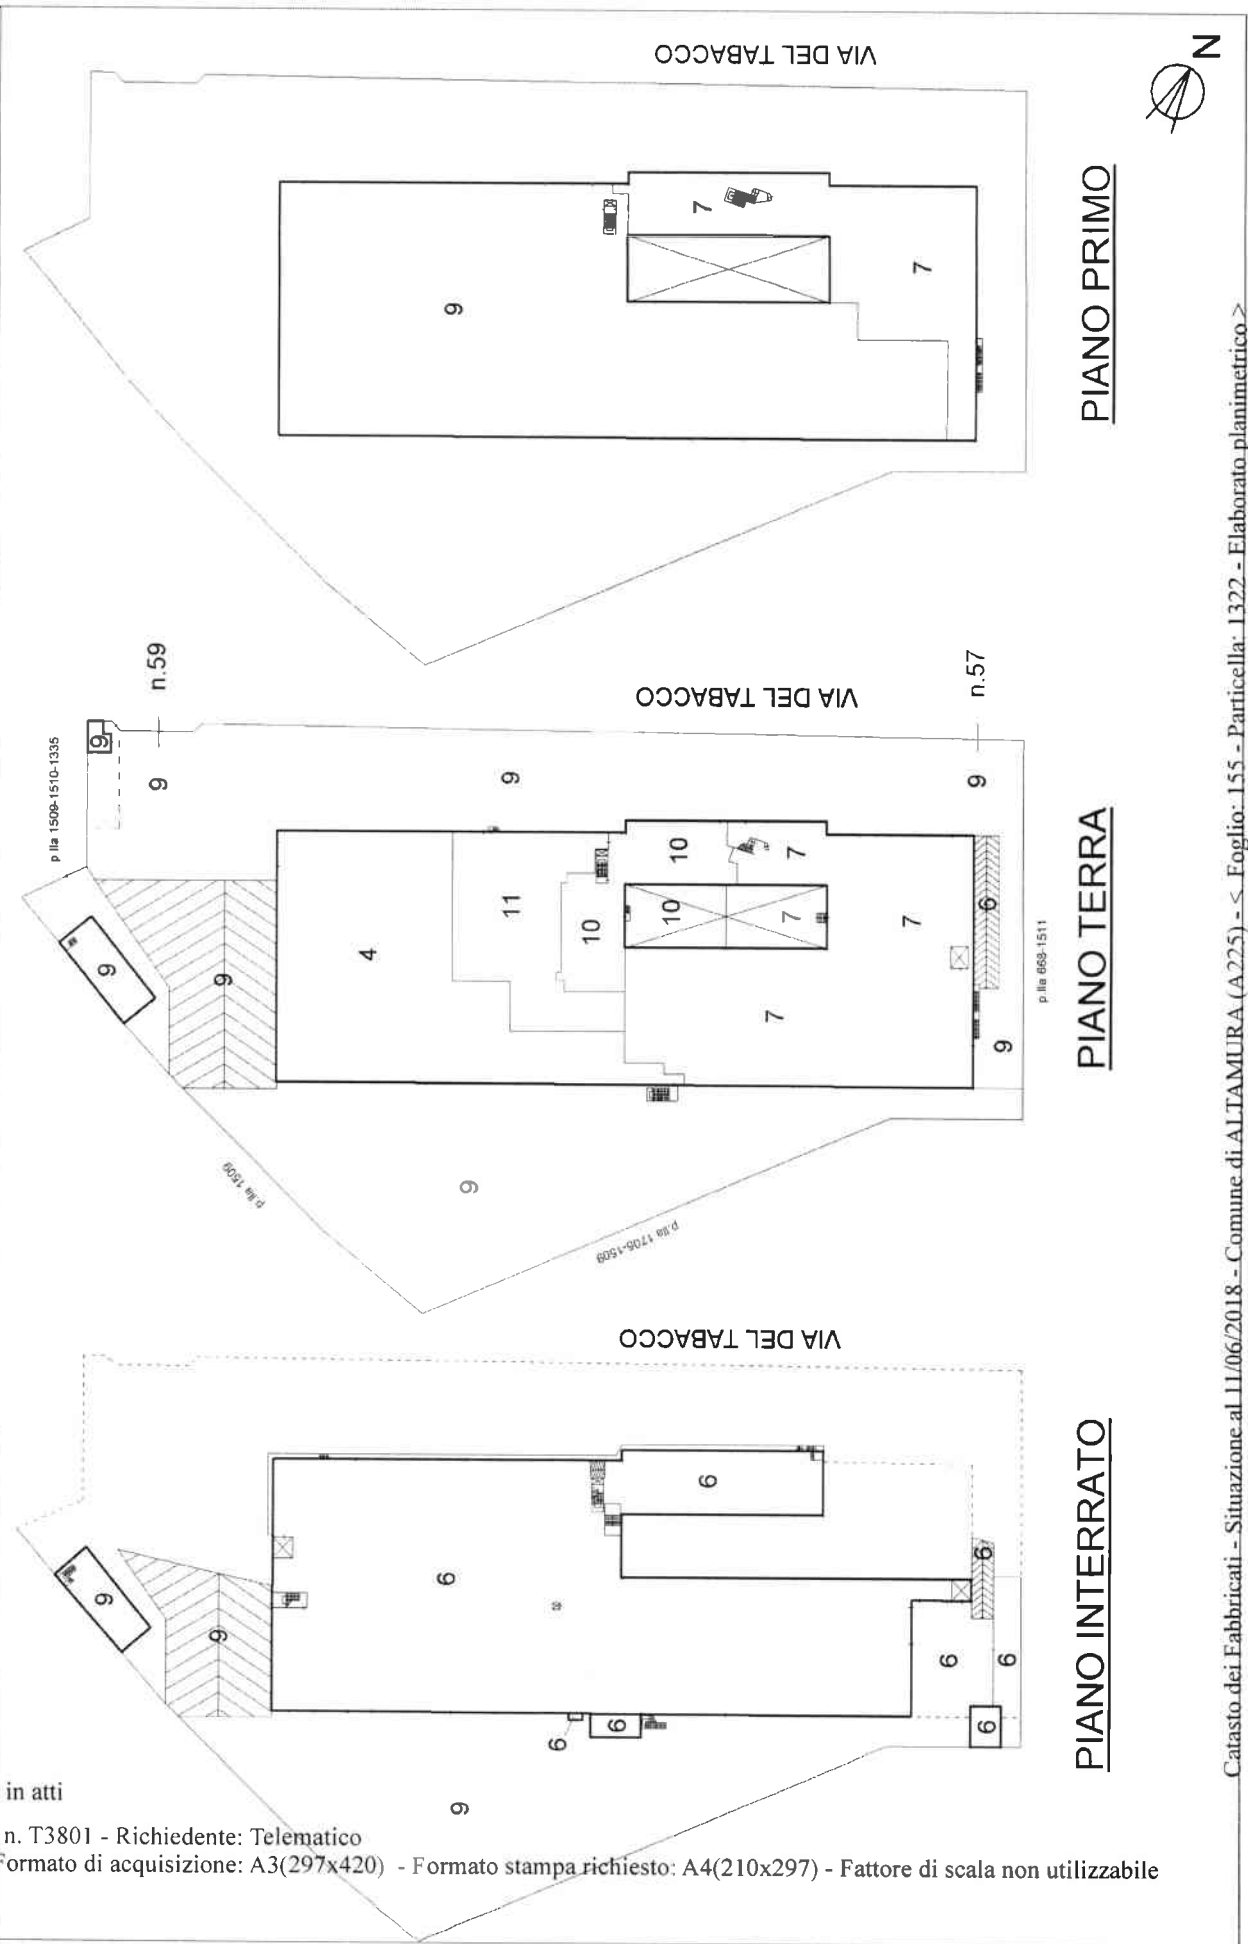 VIA DEL TABACCO
N
9
7
7
PIANO PRIMO
VIA DEL TABACCO
n.59
n.57
p.lla 1509-1510-1335
9
9
9
9
9
9
4
11
10
10
10
7
7
7
7
6
9
9
p.lla 1509
p.lla 1705-1509
p.lla 668-1511
PIANO TERRA
VIA DEL TABACCO
9
9
6
6
6
6
6
6
6
6
9
PIANO INTERRATO
in atti
n. T3801 - Richiedente: Telematico
Formato di acquisizione: A3(297x420) - Formato stampa richiesto: A4(210x297) - Fattore di scala non utilizzabile
Catasto dei Fabbricati - Situazione al 11/06/2018 - Comune di ALTAMURA (A225) - < Foglio: 155 - Particella: 1322 - Elaborato planimetrico >